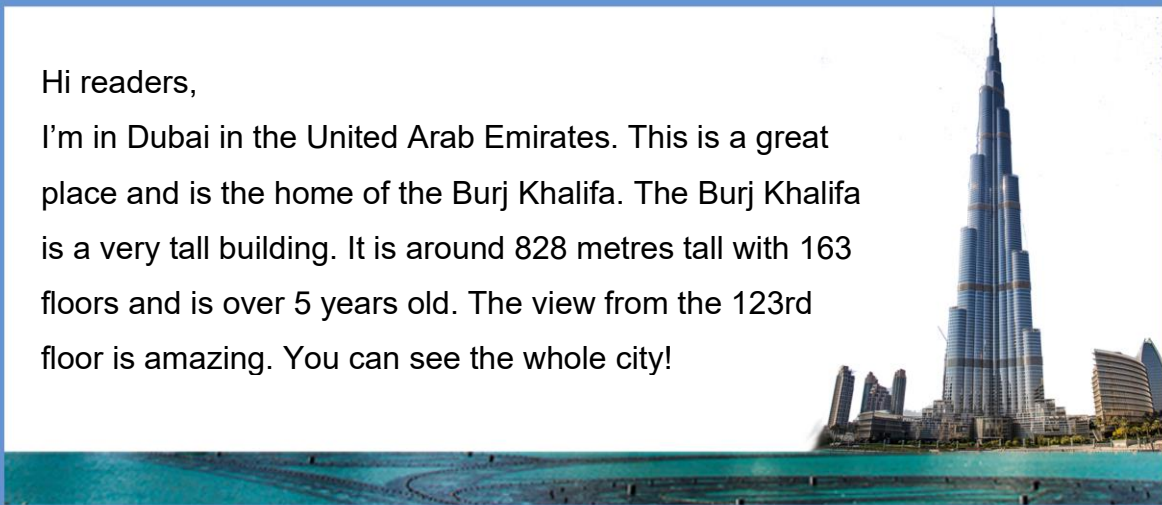 Hi readers,
I’m in Dubai in the United Arab Emirates. This is a great
place and is the home of the Burj Khalifa. The Burj Khalifa
is a very tall building. It is around 828 metres tall with 163
floors and is over 5 years old. The view from the 123rd
floor is amazing. You can see the whole city!